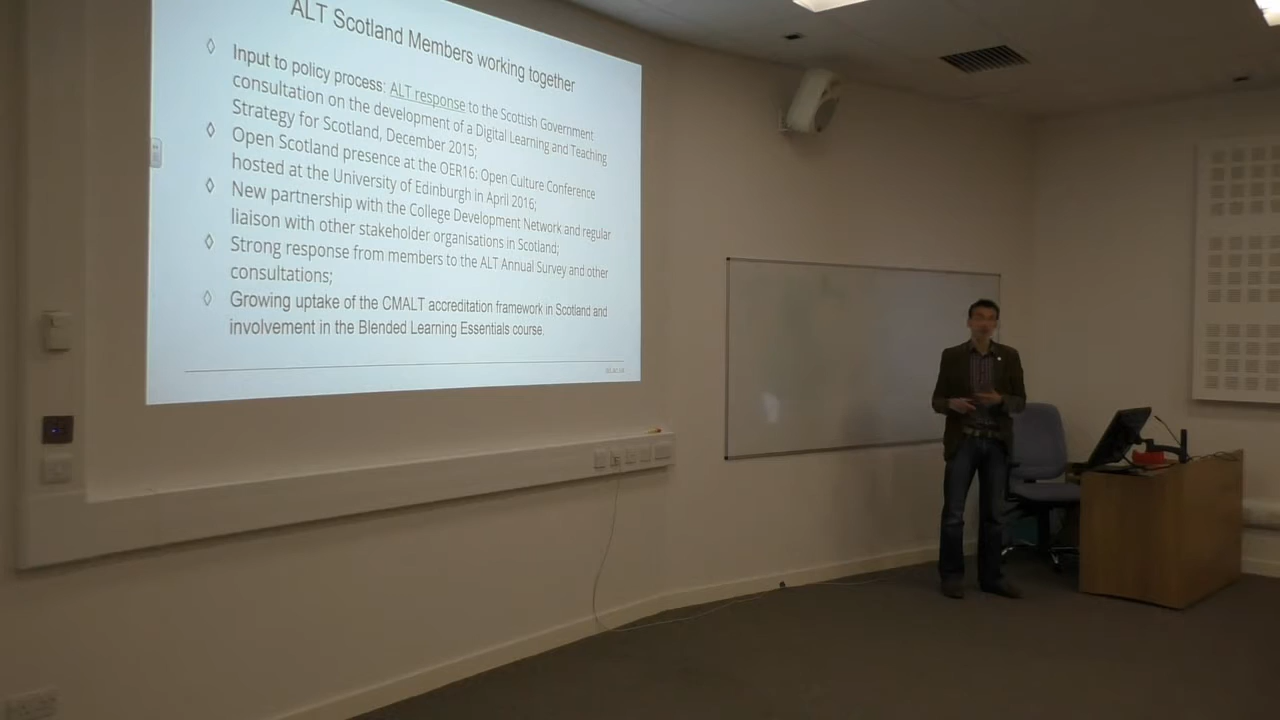 ALT Scotland Members working together
Input to policy process: ALT response to the Scottish Government
consultation on the development of a Digital Learning and Teaching
Strategy for Scotland, December 2015;
Open Scotland presence at the OER16: Open Culture Conference
hosted at the University of Edinburgh in April 2016;
New partnership with the College Development Network and regular
liaison with other stakeholder organisations in Scotland;
Strong response from members to the ALT Annual Survey and other
consultations;
Growing uptake of the CMALT accreditation framework in Scotland and
involvement in the Blended Learning Essentials course.